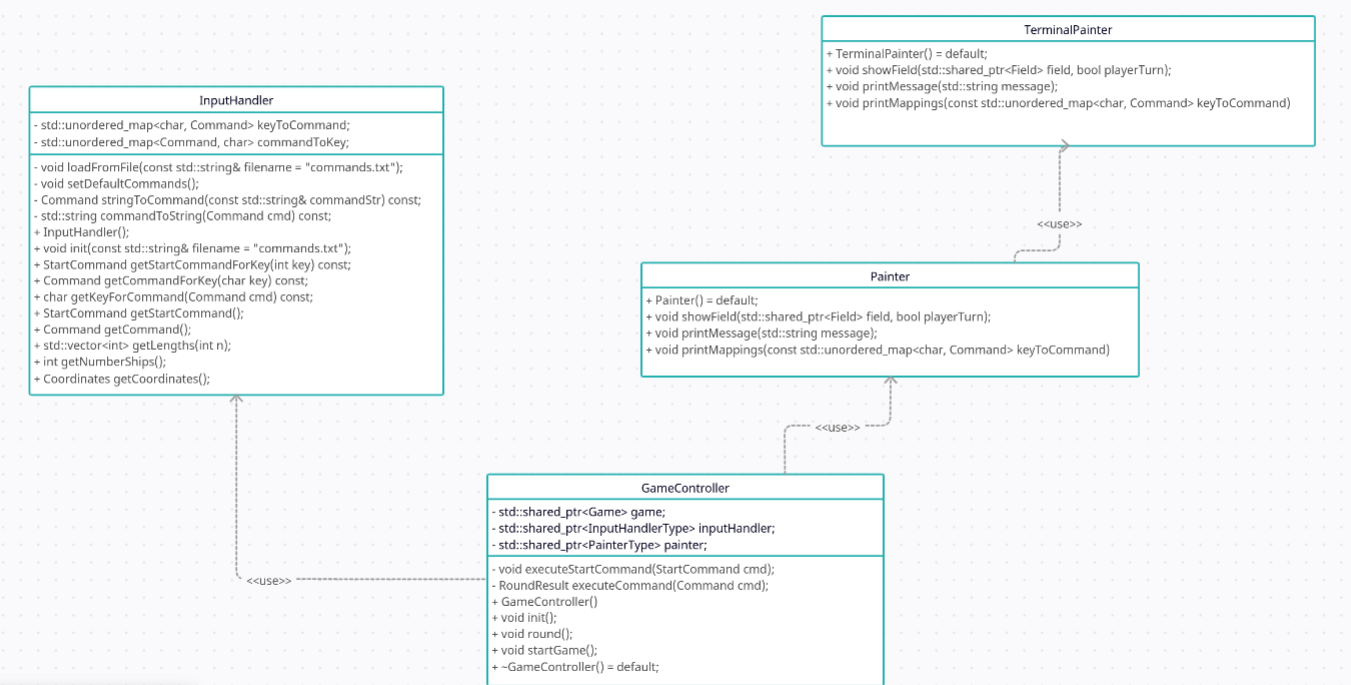 TerminalPainter
+ TerminalPainter() = default;
+ void showField(std::shared_ptr<Field> field, bool playerTurn);
+ void printMessage(std::string message);
+ void printMappings(const std::unordered_map<char, Command> keyToCommand)
InputHandler
- std::unordered_map<char, Command> keyToCommand;
- std::unordered_map<Command, char> commandToKey;
- void loadFromFile(const std::string& filename = "commands.txt");
- void setDefaultCommands();
- Command stringToCommand(const std::string& commandStr) const;
- std::string commandToString(Command cmd) const;
+ InputHandler();
+ void init(const std::string& filename = "commands.txt");
+ StartCommand getStartCommandForKey(int key) const;
+ Command getCommandForKey(char key) const;
+ char getKeyForCommand(Command cmd) const;
+ StartCommand getStartCommand();
+ Command getCommand();
+ std::vector<int> getLengths(int n);
+ int getNumberShips();
+ Coordinates getCoordinates();
<<use>>
Painter
+ Painter() = default;
+ void showField(std::shared_ptr<Field> field, bool playerTurn);
+ void printMessage(std::string message);
+ void printMappings(const std::unordered_map<char, Command> keyToCommand)
<<use>>
GameController
- std::shared_ptr<Game> game;
- std::shared_ptr<InputHandlerType> inputHandler;
- std::shared_ptr<PainterType> painter;
- void executeStartCommand(StartCommand cmd);
- RoundResult executeCommand(Command cmd);
+ GameController()
+ void init();
+ void round();
+ void startGame();
+ ~GameController() = default;
<<use>>